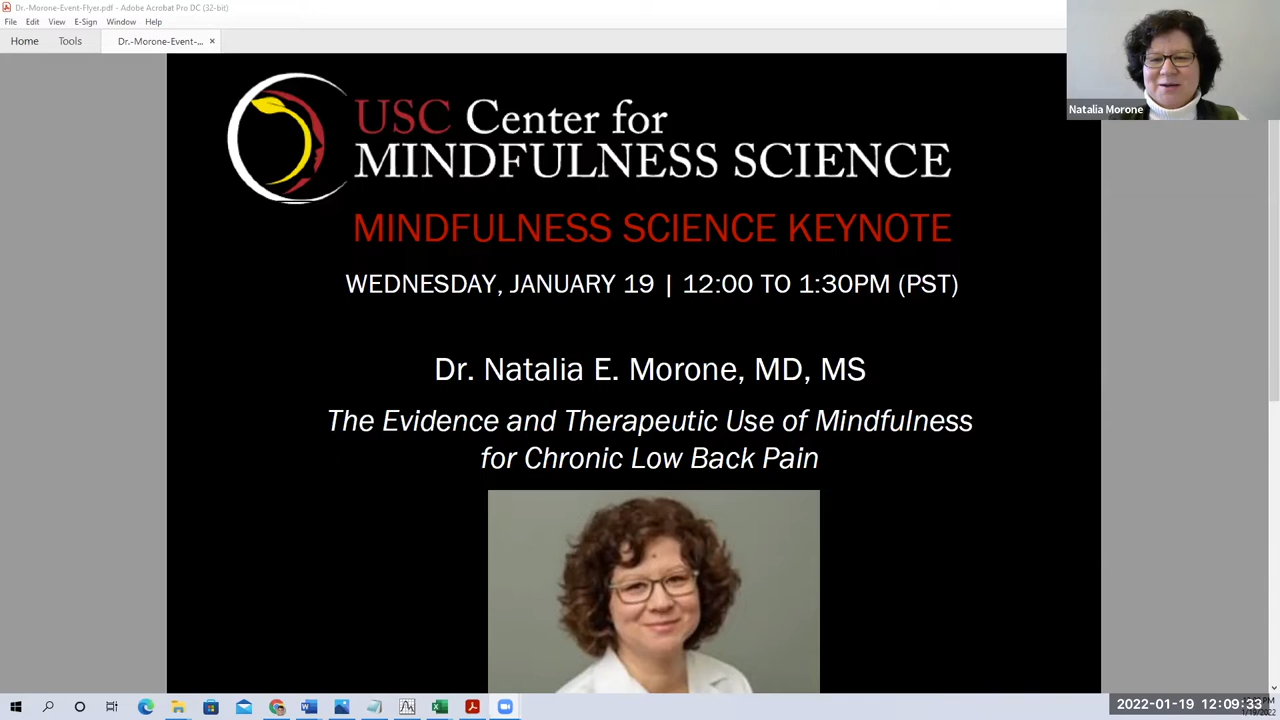 Dr.-Morone-Event-Flyer.pdf - Adobe Acrobat Pro DC (32-bit)
File Edit View E-Sign Window Help
Home Tools Dr.-Morone-Event-...
Natalia Morone
USC Center for
MINDFULNESS SCIENCE
MINDFULNESS SCIENCE KEYNOTE
WEDNESDAY, JANUARY 19 | 12:00 TO 1:30PM (PST)
Dr. Natalia E. Morone, MD, MS
The Evidence and Therapeutic Use of Mindfulness
for Chronic Low Back Pain
2022-01-19 12:09:33
1/19/2022